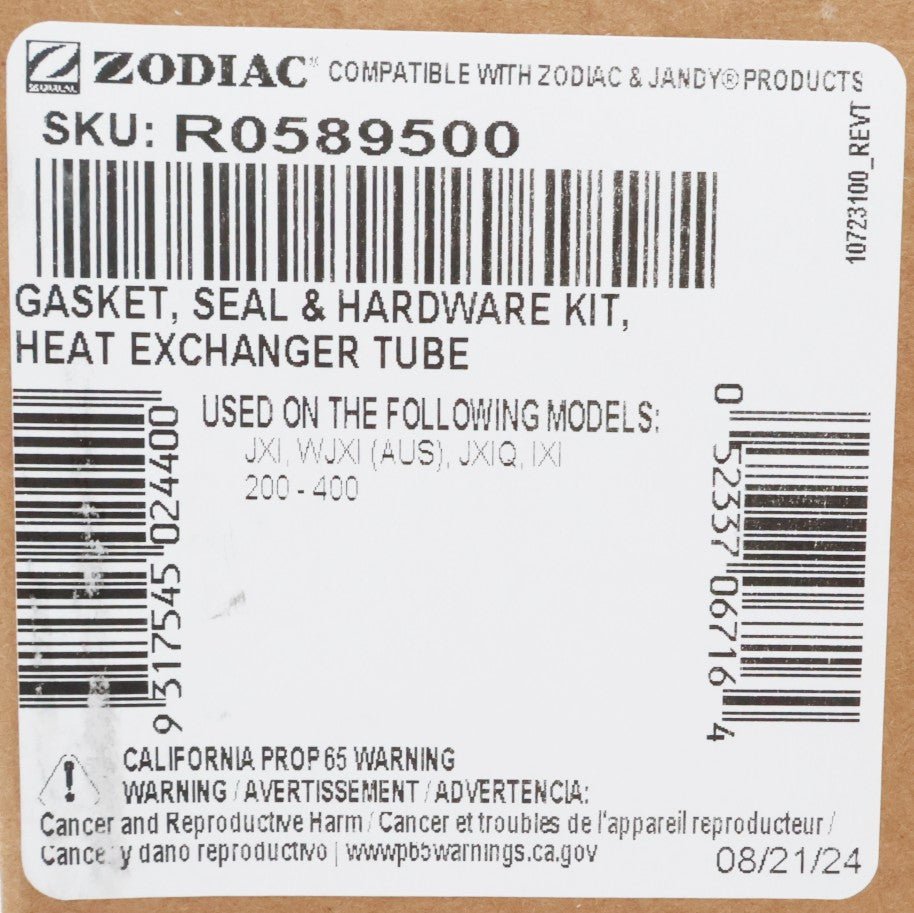 ZODIAC® COMPATIBLE WITH ZODIAC & JANDY® PRODUCTS
SKU: R0589500
10723100_REVT
GASKET, SEAL & HARDWARE KIT,
HEAT EXCHANGER TUBE
USED ON THE FOLLOWING MODELS:
JXI, WJXI (AUS), JXIQ, IXI
200 - 400
9 317545 024400
0 52337 06716 4
CALIFORNIA PROP 65 WARNING
WARNING / AVERTISSEMENT / ADVERTENCIA:
Cancer and Reproductive Harm / Cancer et troubles de l'appareil reproducteur /
Cancer y dano reproductivo | www.p65warnings.ca.gov
08/21/24